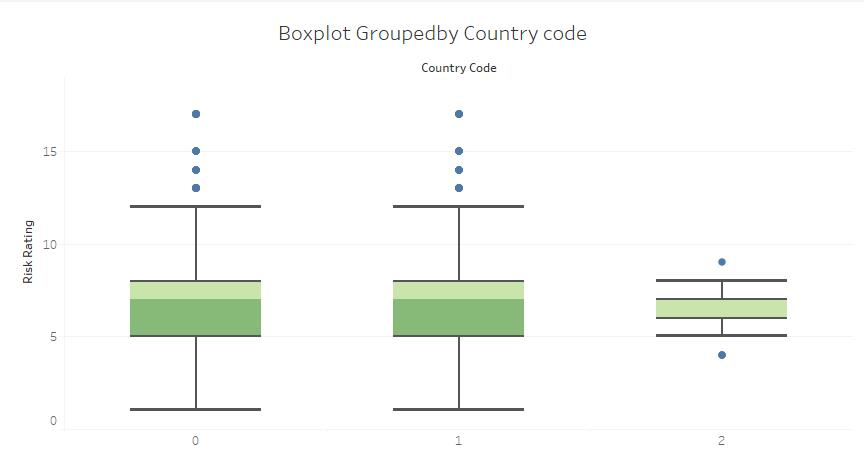 Boxplot Groupedby Country code
Country Code
Risk Rating
15
10
5
0
0 1 2